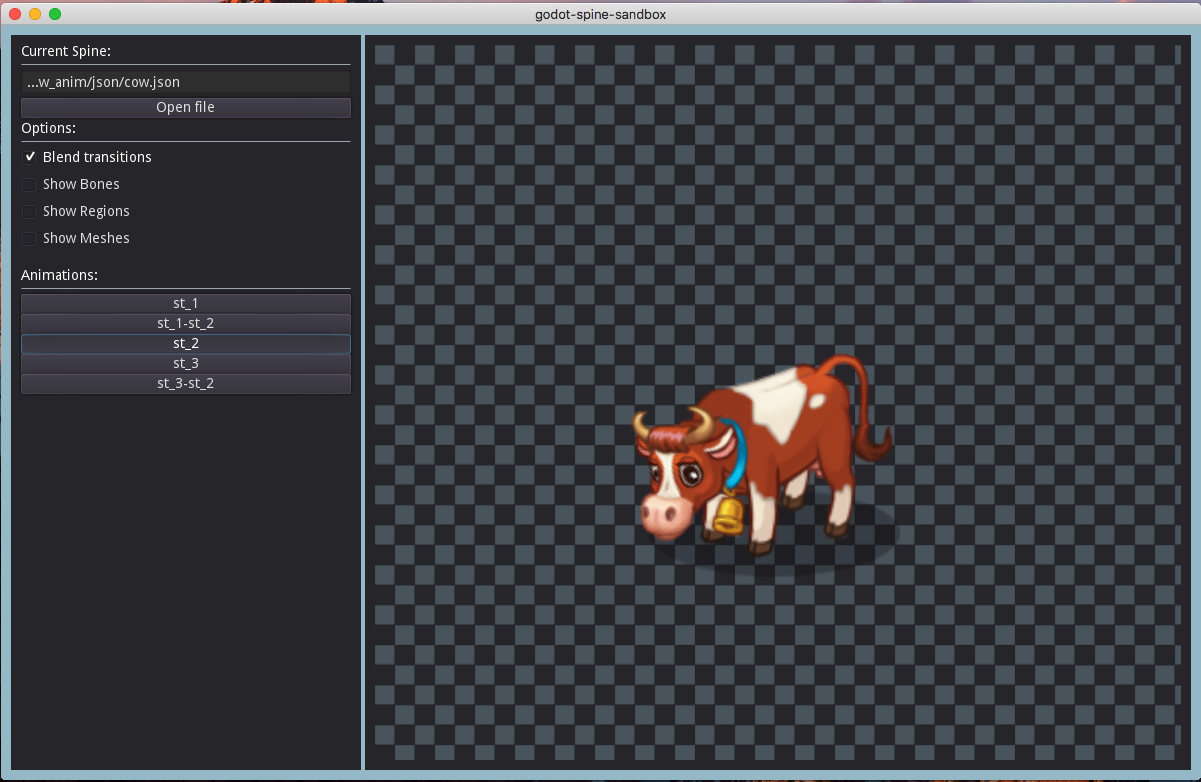 godot-spine-sandbox
Current Spine:
...w_anim/json/cow.json
Open file
Options:
Blend transitions
Show Bones
Show Regions
Show Meshes
Animations:
st_1
st_1-st_2
st_2
st_3
st_3-st_2